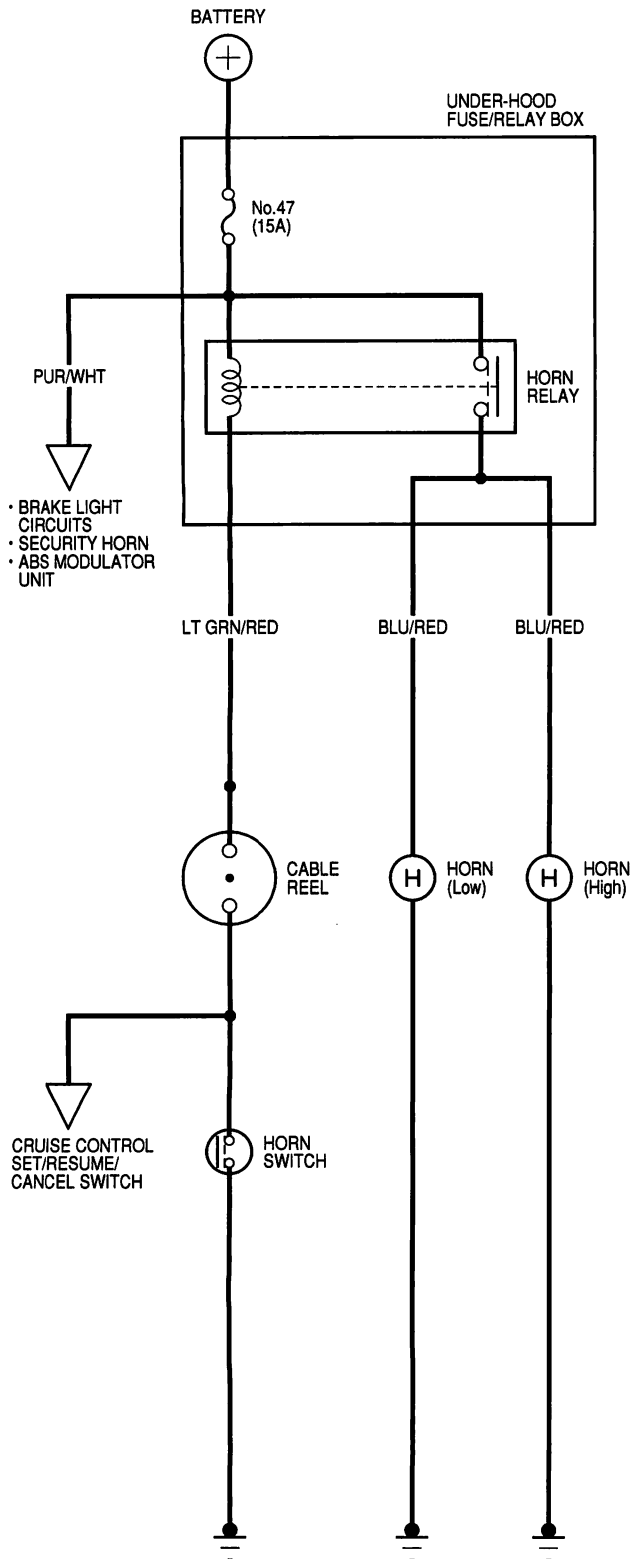 BATTERY
+
UNDER-HOOD
FUSE/RELAY BOX
No.47
(15A)
PUR/WHT
HORN
RELAY
• BRAKE LIGHT
CIRCUITS
• SECURITY HORN
• ABS MODULATOR
UNIT
LT GRN/RED
BLU/RED
BLU/RED
CABLE
REEL
H
HORN
(Low)
H
HORN
(High)
CRUISE CONTROL
SET/RESUME/
CANCEL SWITCH
HORN
SWITCH